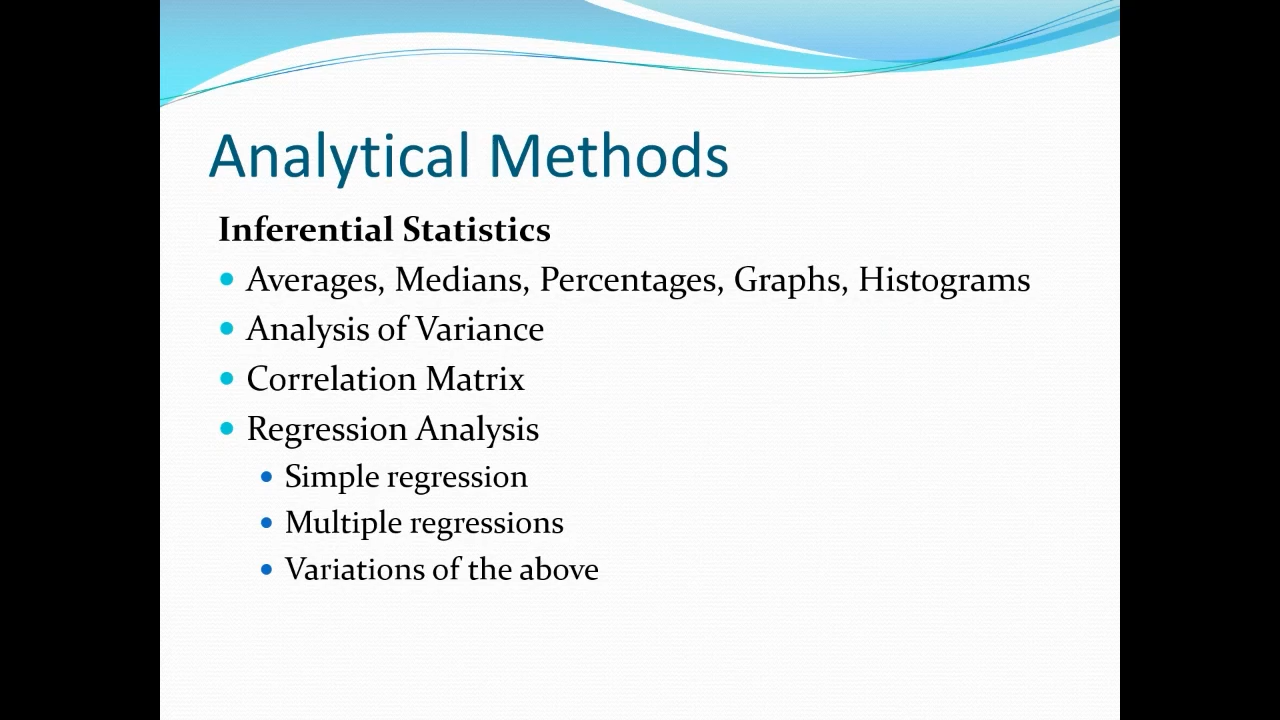 Analytical Methods
Inferential Statistics
• Averages, Medians, Percentages, Graphs, Histograms
• Analysis of Variance
• Correlation Matrix
• Regression Analysis
• Simple regression
• Multiple regressions
• Variations of the above